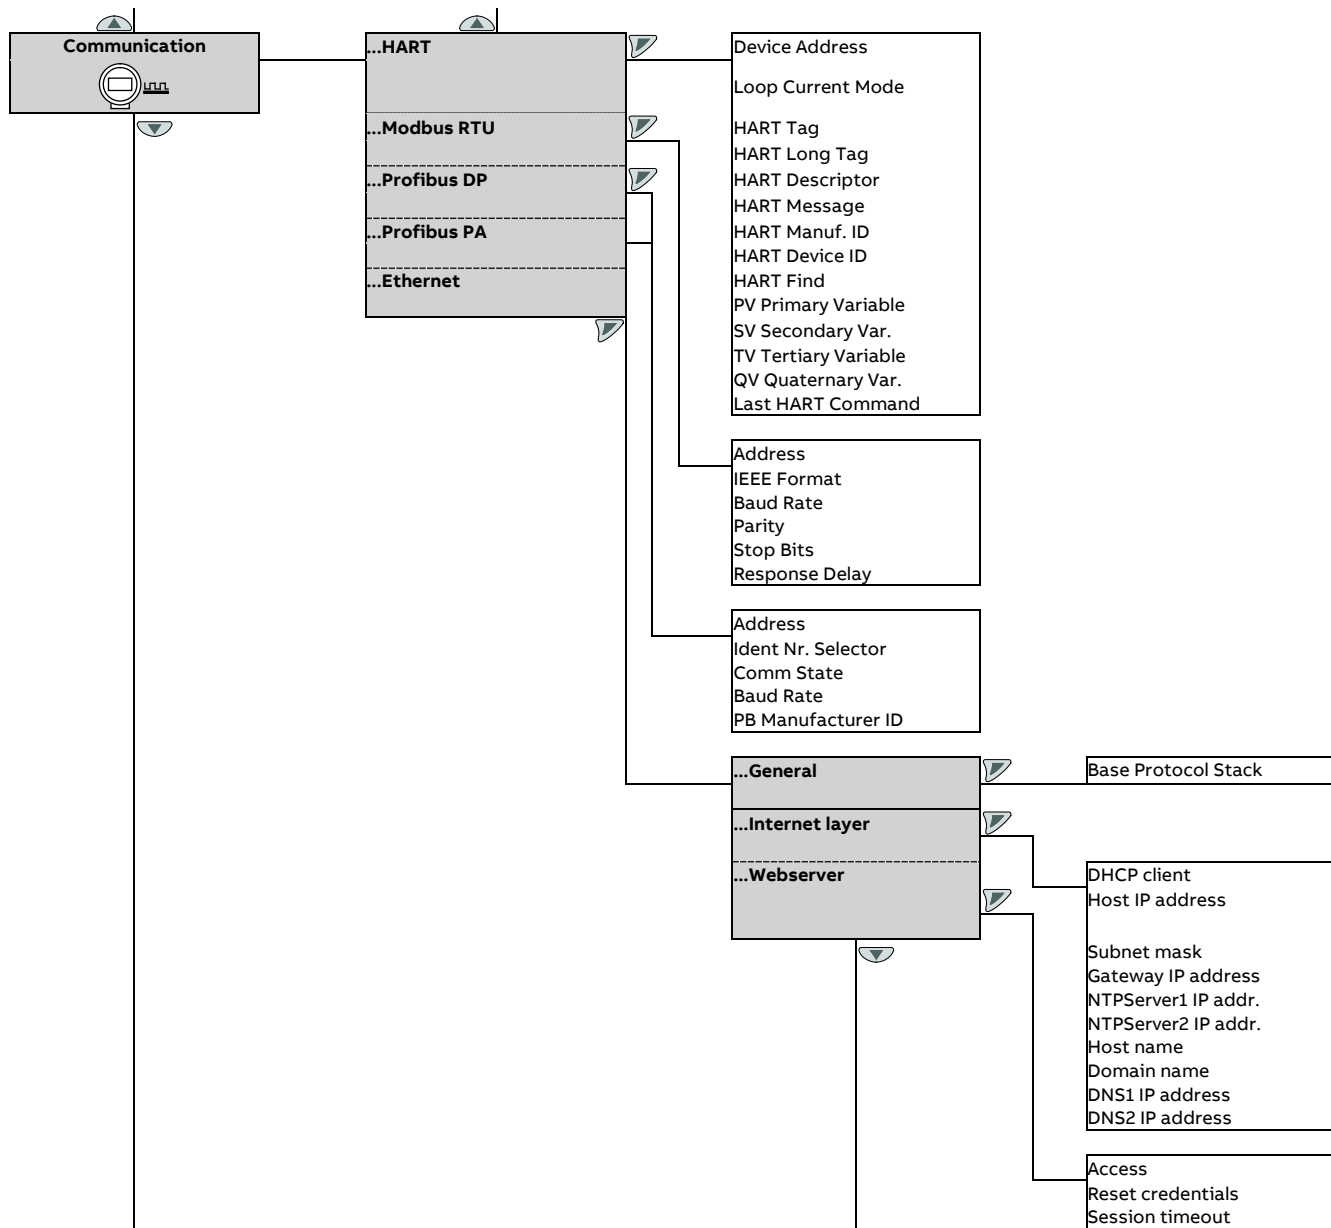 Communication
...HART
...Modbus RTU
...Profibus DP
...Profibus PA
...Ethernet
Device Address
Loop Current Mode
HART Tag
HART Long Tag
HART Descriptor
HART Message
HART Manuf. ID
HART Device ID
HART Find
PV Primary Variable
SV Secondary Var.
TV Tertiary Variable
QV Quaternary Var.
Last HART Command
Address
IEEE Format
Baud Rate
Parity
Stop Bits
Response Delay
Address
Ident Nr. Selector
Comm State
Baud Rate
PB Manufacturer ID
...General
...Internet layer
...Webserver
Base Protocol Stack
DHCP client
Host IP address
Subnet mask
Gateway IP address
NTPServer1 IP addr.
NTPServer2 IP addr.
Host name
Domain name
DNS1 IP address
DNS2 IP address
Access
Reset credentials
Session timeout